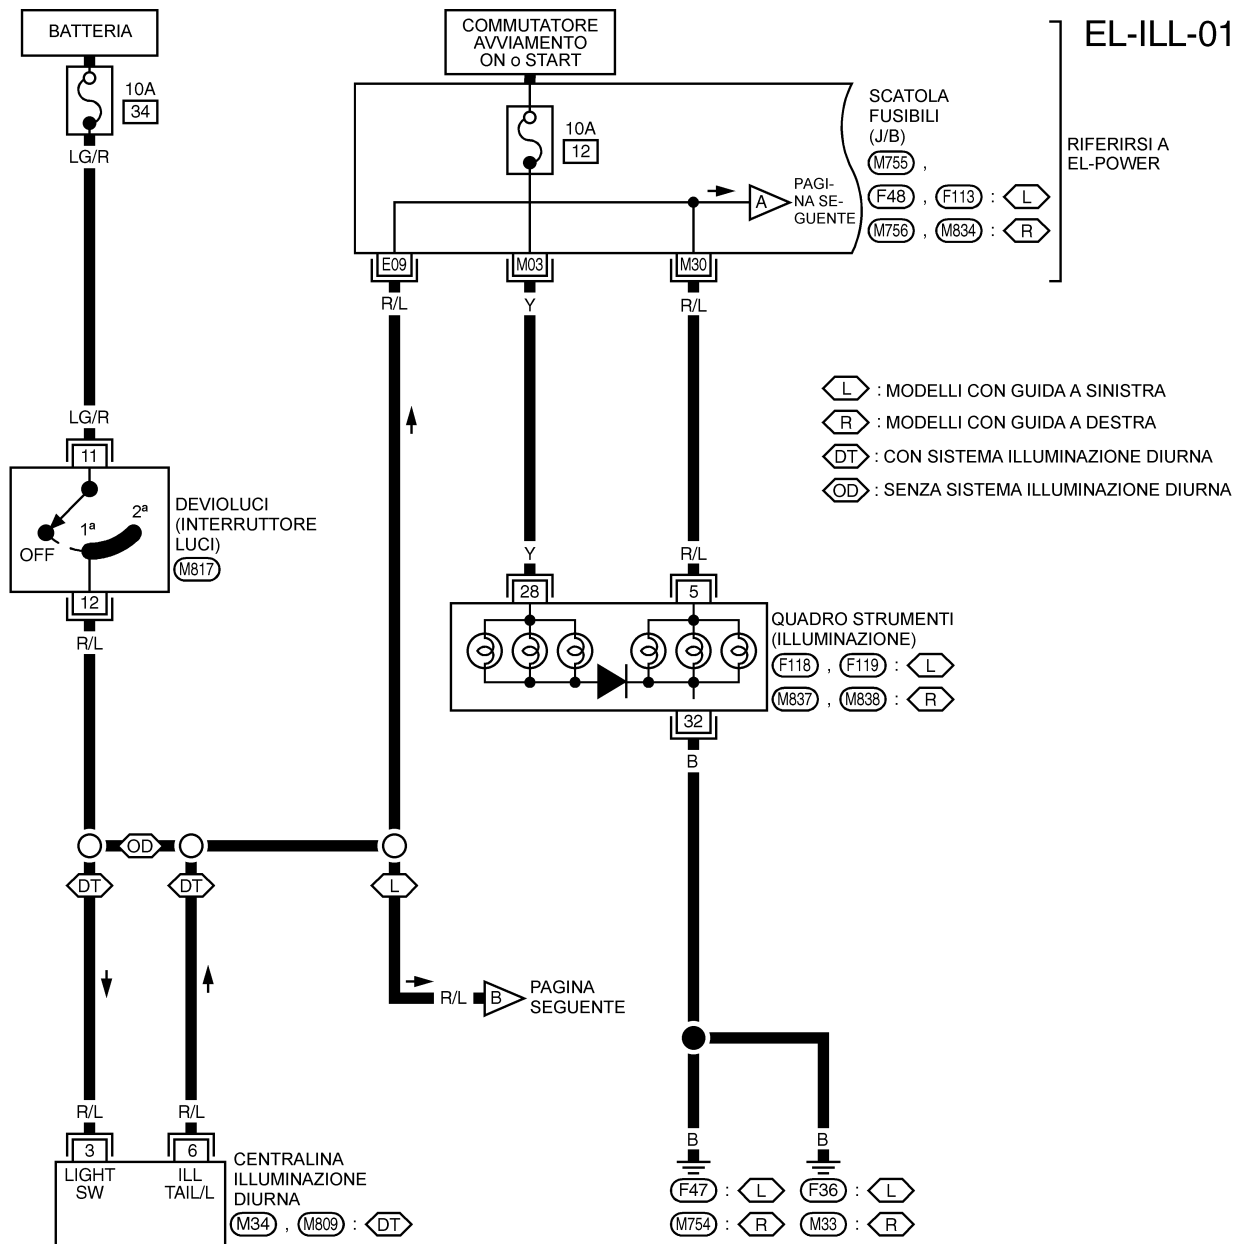 EL-ILL-01
BATTERIA
10A
34
LG/R
LG/R
11
OFF
1ª
2ª
DEVIOLUCI
(INTERRUTTORE
LUCI)
M817
12
R/L
COMMUTATORE
AVVIAMENTO
ON o START
10A
12
A
PAGI-
NA SE-
GUENTE
SCATOLA
FUSIBILI
(J/B)
M755 ,
F48 , F113 : L
M756 , M834 : R
RIFERIRSI A
EL-POWER
E09
M03
M30
R/L
Y
R/L
L : MODELLI CON GUIDA A SINISTRA
R : MODELLI CON GUIDA A DESTRA
DT : CON SISTEMA ILLUMINAZIONE DIURNA
OD : SENZA SISTEMA ILLUMINAZIONE DIURNA
Y
R/L
28
5
QUADRO STRUMENTI
(ILLUMINAZIONE)
F118 , F119 : L
M837 , M838 : R
32
B
OD
DT
DT
L
R/L
B
PAGINA
SEGUENTE
R/L
R/L
3
6
LIGHT
SW
ILL
TAIL/L
CENTRALINA
ILLUMINAZIONE
DIURNA
M34 , M809 : DT
B
B
F47 : L
F36 : L
M754 : R
M33 : R